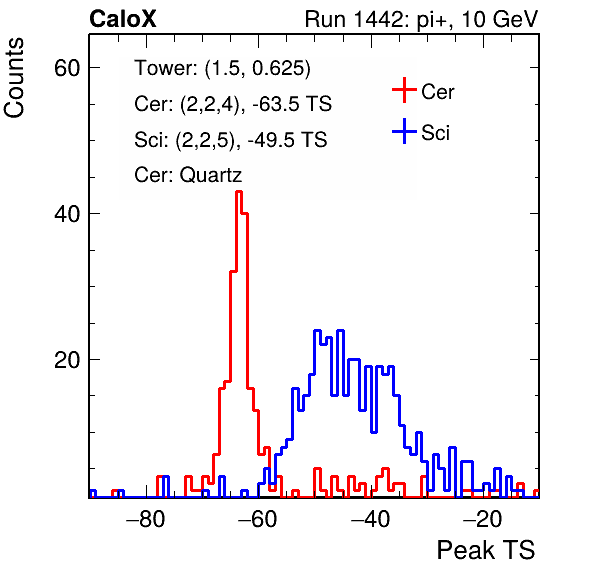 CaloX Run 1442: pi+, 10 GeV
Counts
Tower: (1.5, 0.625)
Cer: (2,2,4), -63.5 TS
Sci: (2,2,5), -49.5 TS
Cer: Quartz
Cer
Sci
60
40
20
−80 −60 −40 −20
Peak TS